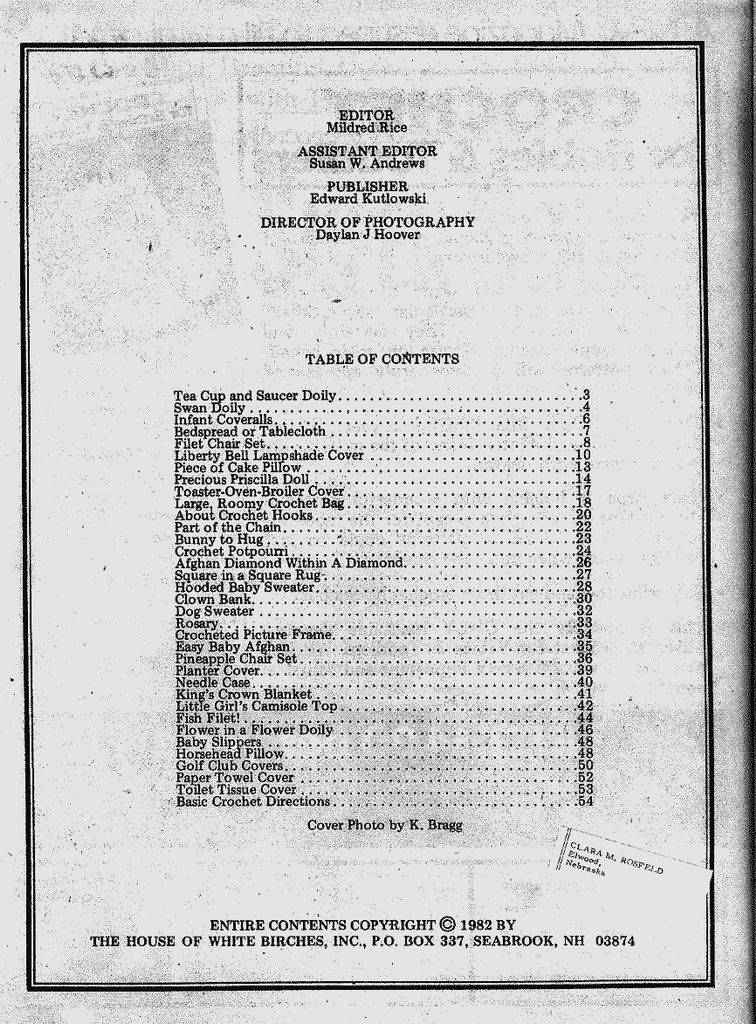 EDITOR
Mildred Rice
ASSISTANT EDITOR
Susan W. Andrews
PUBLISHER
Edward Kutlowski
DIRECTOR OF PHOTOGRAPHY
Daylan J Hoover
TABLE OF CONTENTS
Tea Cup and Saucer Doily. . . . . . . . . . . . . . . . . . . . . . . . . . . .3
Swan Doily . . . . . . . . . . . . . . . . . . . . . . . . . . . .4
Infant Coveralls. . . . . . . . . . . . . . . . . . . . . . . . . . . .6
Bedspread or Tablecloth . . . . . . . . . . . . . . . . . . . . . . . . . . . .7
Filet Chair Set. . . . . . . . . . . . . . . . . . . . . . . . . . . .8
Liberty Bell Lampshade Cover . . . . . . . . . . . . . . . . . . . . . . . .10
Piece of Cake Pillow . . . . . . . . . . . . . . . . . . . . . . . . . . . .13
Precious Priscilla Doll . . . . . . . . . . . . . . . . . . . . . . . . . . . .14
Toaster-Oven-Broiler Cover. . . . . . . . . . . . . . . . . . . . . . . . .17
Large, Roomy Crochet Bag. . . . . . . . . . . . . . . . . . . . . . . . .18
About Crochet Hooks. . . . . . . . . . . . . . . . . . . . . . . . . . . .20
Part of the Chain. . . . . . . . . . . . . . . . . . . . . . . . . . . .22
Bunny to Hug . . . . . . . . . . . . . . . . . . . . . . . . . . . .23
Crochet Potpourri . . . . . . . . . . . . . . . . . . . . . . . . . . . .24
Afghan Diamond Within A Diamond. . . . . . . . . . . . . . . . . . . .26
Square in a Square Rug. . . . . . . . . . . . . . . . . . . . . . . . . . . .27
Hooded Baby Sweater. . . . . . . . . . . . . . . . . . . . . . . . . . . .28
Clown Bank . . . . . . . . . . . . . . . . . . . . . . . . . . . .30
Dog Sweater . . . . . . . . . . . . . . . . . . . . . . . . . . . .32
Rosary. . . . . . . . . . . . . . . . . . . . . . . . . . . .33
Crocheted Picture Frame. . . . . . . . . . . . . . . . . . . . . . . . . . .34
Easy Baby Afghan. . . . . . . . . . . . . . . . . . . . . . . . . . . .35
Pineapple Chair Set . . . . . . . . . . . . . . . . . . . . . . . . . . . .36
Planter Cover. . . . . . . . . . . . . . . . . . . . . . . . . . . .39
Needle Case . . . . . . . . . . . . . . . . . . . . . . . . . . . .40
King's Crown Blanket. . . . . . . . . . . . . . . . . . . . . . . . . . . .41
Little Girl's Camisole Top. . . . . . . . . . . . . . . . . . . . . . . . . .42
Fish Filet! . . . . . . . . . . . . . . . . . . . . . . . . . . . .44
Flower in a Flower Doily. . . . . . . . . . . . . . . . . . . . . . . . . .46
Baby Slippers . . . . . . . . . . . . . . . . . . . . . . . . . . . .48
Horsehead Pillow. . . . . . . . . . . . . . . . . . . . . . . . . . . .48
Golf Club Covers. . . . . . . . . . . . . . . . . . . . . . . . . . . .50
Paper Towel Cover . . . . . . . . . . . . . . . . . . . . . . . . . . . .52
Toilet Tissue Cover . . . . . . . . . . . . . . . . . . . . . . . . . . . .53
Basic Crochet Directions. . . . . . . . . . . . . . . . . . . . . . . . . .54
Cover Photo by K. Bragg
CLARA M. ROSFELD
Elwood,
Nebraska
ENTIRE CONTENTS COPYRIGHT © 1982 BY
THE HOUSE OF WHITE BIRCHES, INC., P.O. BOX 337, SEABROOK, NH 03874